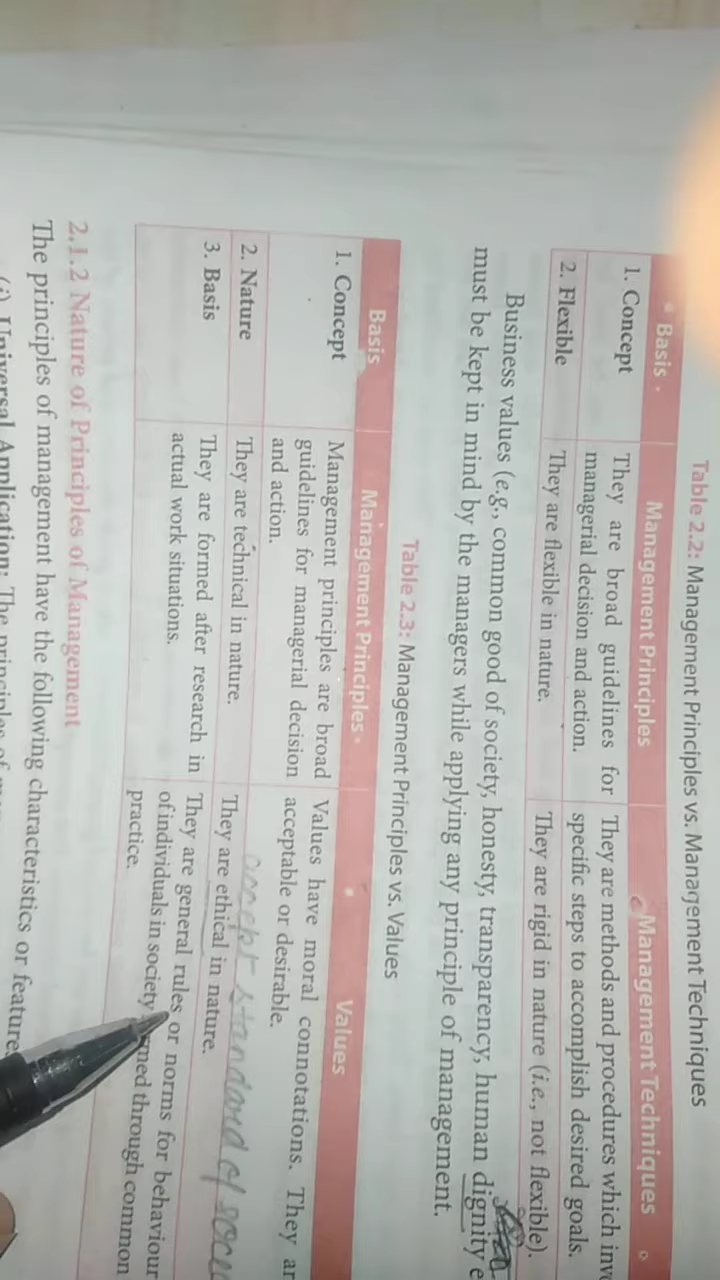 Table 2.2: Management Principles vs. Management Techniques
Basis Management Principles Management Techniques
1. Concept They are broad guidelines for They are methods and procedures which
managerial decision and action. specific steps to accomplish desired goals.
2. Flexible They are flexible in nature. They are rigid in nature (i.e., not flexible).
Business values (e.g., common good of society, honesty, transparency, human dignity
must be kept in mind by the managers while applying any principle of management.
Table 2.3: Management Principles vs. Values
Basis Management Principles Values
1. Concept Management principles are broad Values have moral connotations. They
guidelines for managerial decision acceptable or desirable.
and action. accept standard of
2. Nature They are technical in nature. They are ethical in nature.
3. Basis They are formed after research in They are general rules or norms for behaviour
actual work situations. of individuals in society through common
practice.
2.1.2 Nature of Principles of Management
The principles of management have the following characteristics or
(i) Universal Application: The principles of